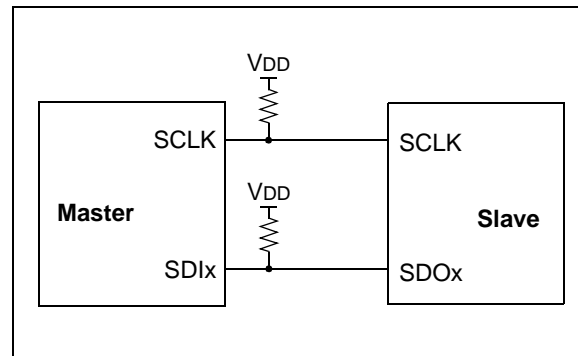 VDD
SCLK
SCLK
VDD
Master
Slave
SDIx
SDOx